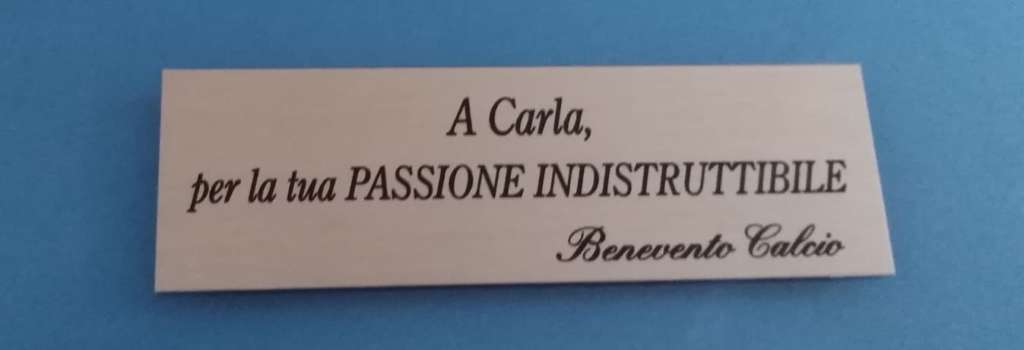 A Carla,
per la tua PASSIONE INDISTRUTTIBILE
Benevento Calcio